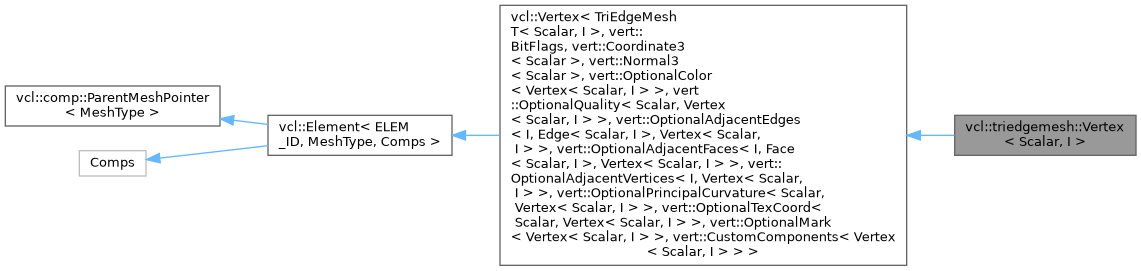 vcl::comp::ParentMeshPointer
< MeshType >
Comps
vcl::Element< ELEM
_ID, MeshType, Comps >
vcl::Vertex< TriEdgeMesh
T< Scalar, I >, vert::
BitFlags, vert::Coordinate3
< Scalar >, vert::Normal3
< Scalar >, vert::OptionalColor
< Vertex< Scalar, I > >, vert
::OptionalQuality< Scalar, Vertex
< Scalar, I > >, vert::OptionalAdjacentEdges
< I, Edge< Scalar, I >, Vertex< Scalar,
I > >, vert::OptionalAdjacentFaces< I, Face
< Scalar, I >, Vertex< Scalar, I > >, vert::
OptionalAdjacentVertices< I, Vertex< Scalar,
I > >, vert::OptionalPrincipalCurvature< Scalar,
Vertex< Scalar, I > >, vert::OptionalTexCoord<
Scalar, Vertex< Scalar, I > >, vert::OptionalMark
< Vertex< Scalar, I > >, vert::CustomComponents< Vertex
< Scalar, I > > >
vcl::triedgemesh::Vertex
< Scalar, I >